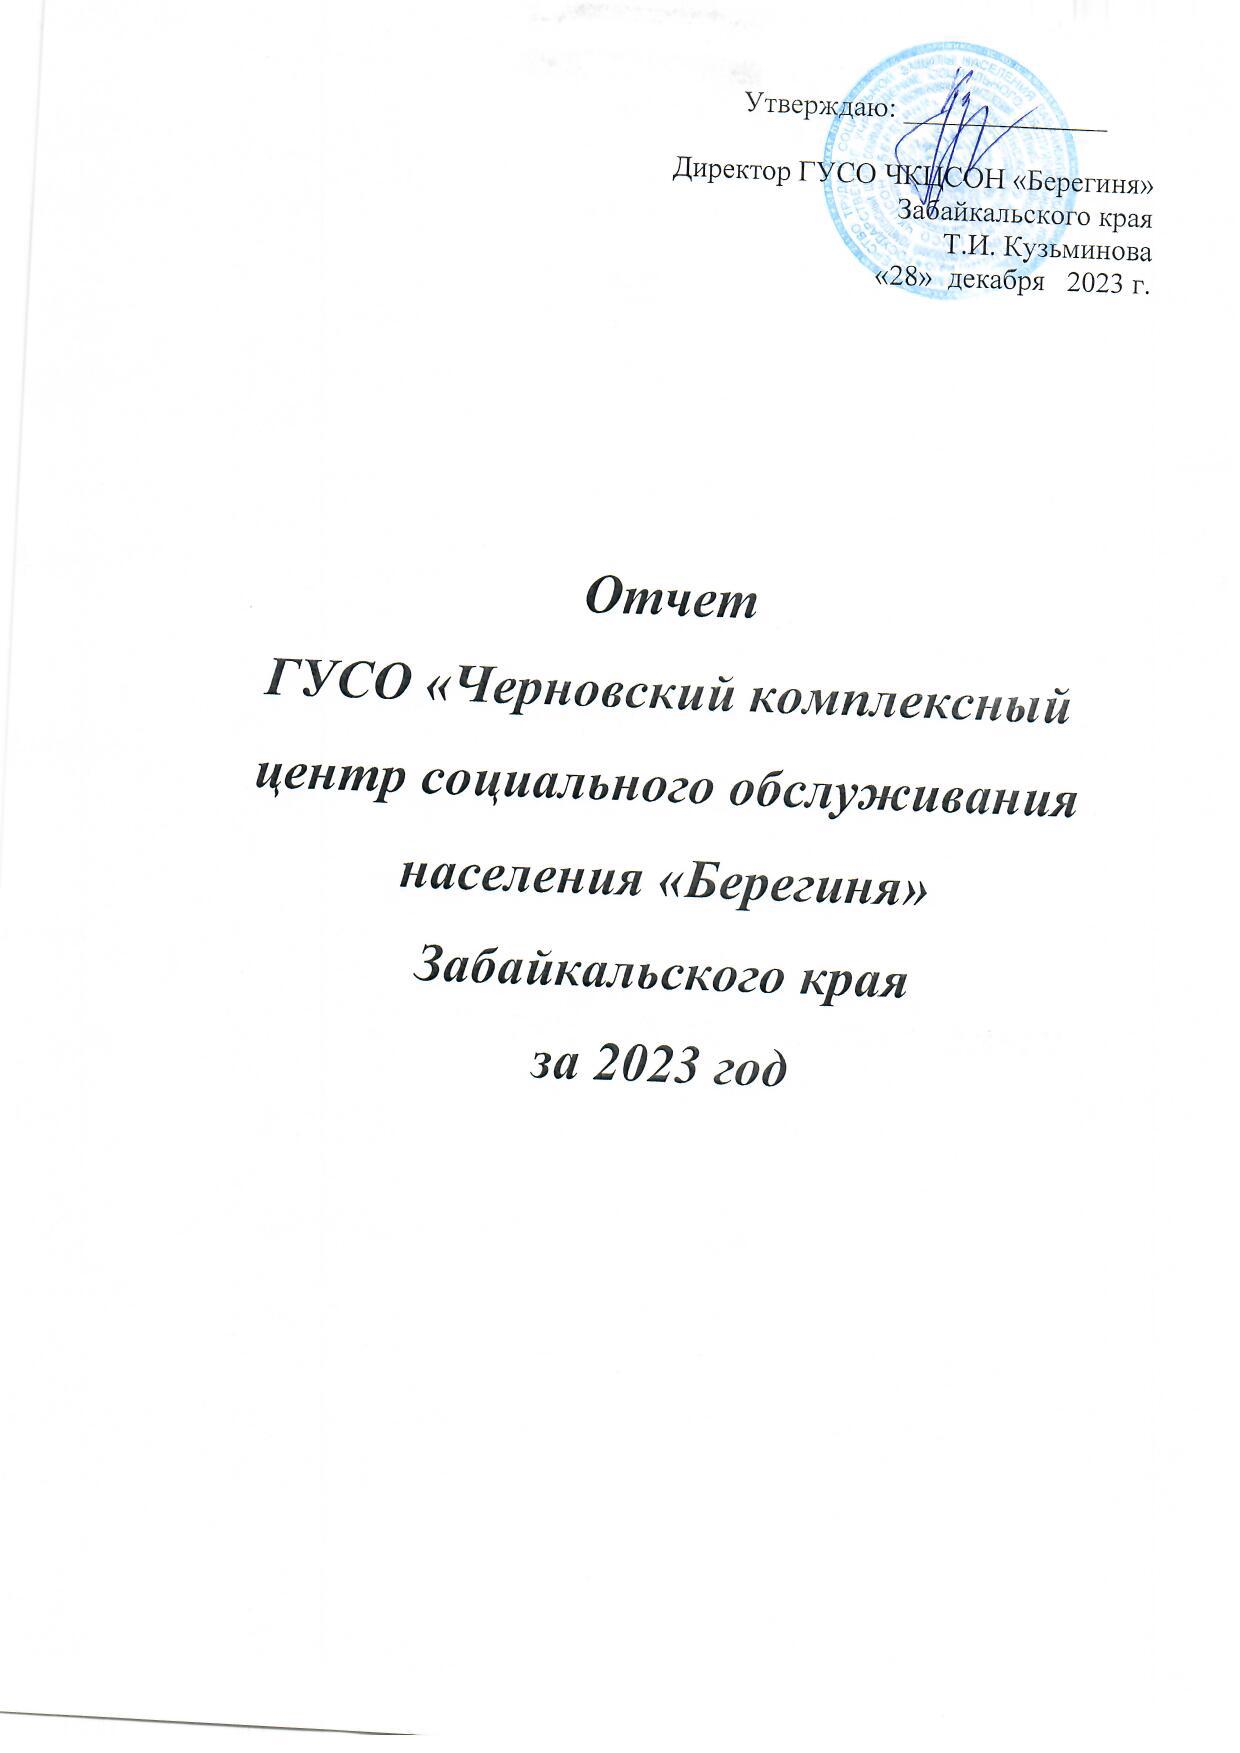 Утверждаю: ______________
Директор ГУСО ЧКЦСОН «Берегиня»
Забайкальского края
Т.И. Кузьминова
«28» декабря 2023 г.
Отчет
ГУСО «Черновский комплексный
центр социального обслуживания
населения «Берегиня»
Забайкальского края
за 2023 год